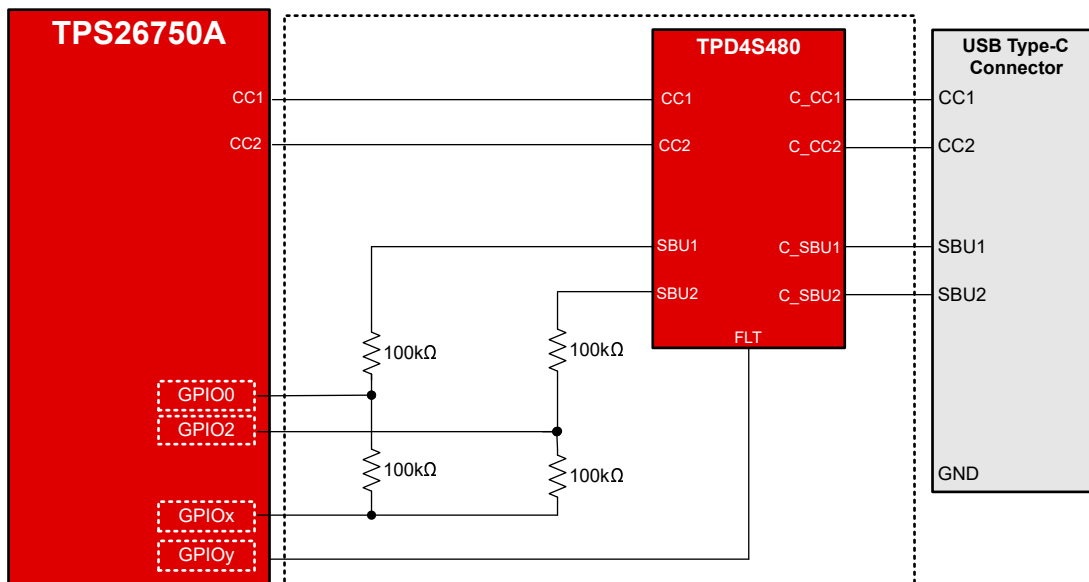 TPS26750A
CC1
CC2
GPIO0
GPIO2
GPIOx
GPIOy
100kΩ
100kΩ
100kΩ
100kΩ
TPD4S480
CC1
C_CC1
CC2
C_CC2
SBU1
C_SBU1
SBU2
C_SBU2
FLT
USB Type-C
Connector
CC1
CC2
SBU1
SBU2
GND